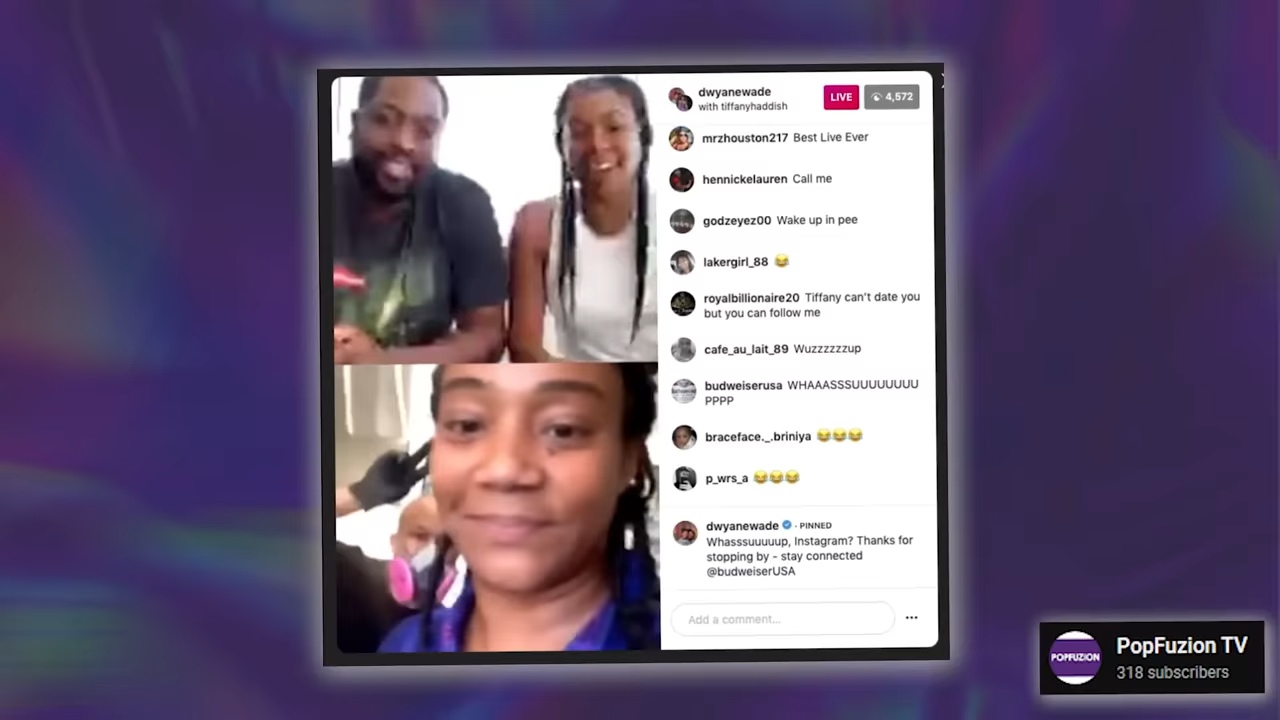 dwyanewade
with tiffanyhaddish
LIVE
4,572
mrzhouston217 Best Live Ever
hennickelauren Call me
godzeyez00 Wake up in pee
lakergirl_88 😂
royalbillionaire20 Tiffany can't date you
but you can follow me
cafe_au_lait_89 Wuzzzzzzup
budweiserusa WHAAASSSUUUUUUUU
PPPP
braceface._.briniya 😂😂😂
p_wrs_a 😂😂😂
dwyanewade · PINNED
Whasssuuuuup, Instagram? Thanks for
stopping by - stay connected
@budweiserUSA
Add a comment...
POPFUZION
PopFuzion TV
318 subscribers